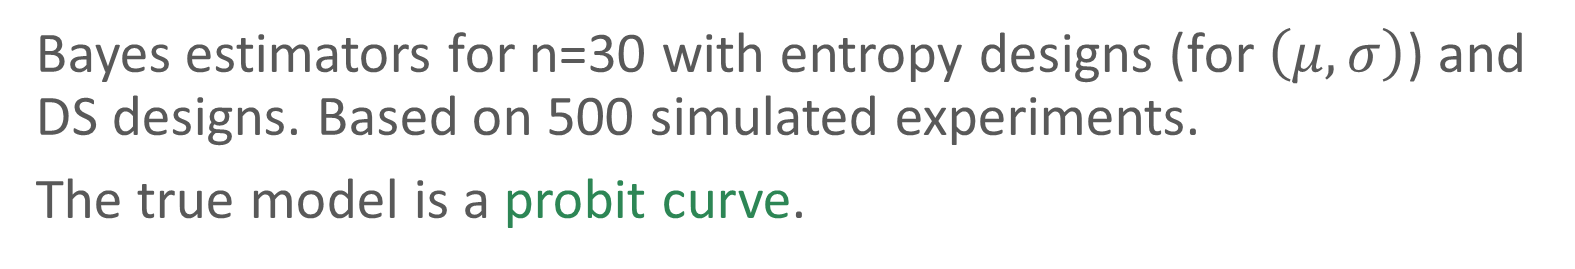 Bayes estimators for n=30 with entropy designs (for (μ, σ)) and
DS designs. Based on 500 simulated experiments.
The true model is a probit curve.